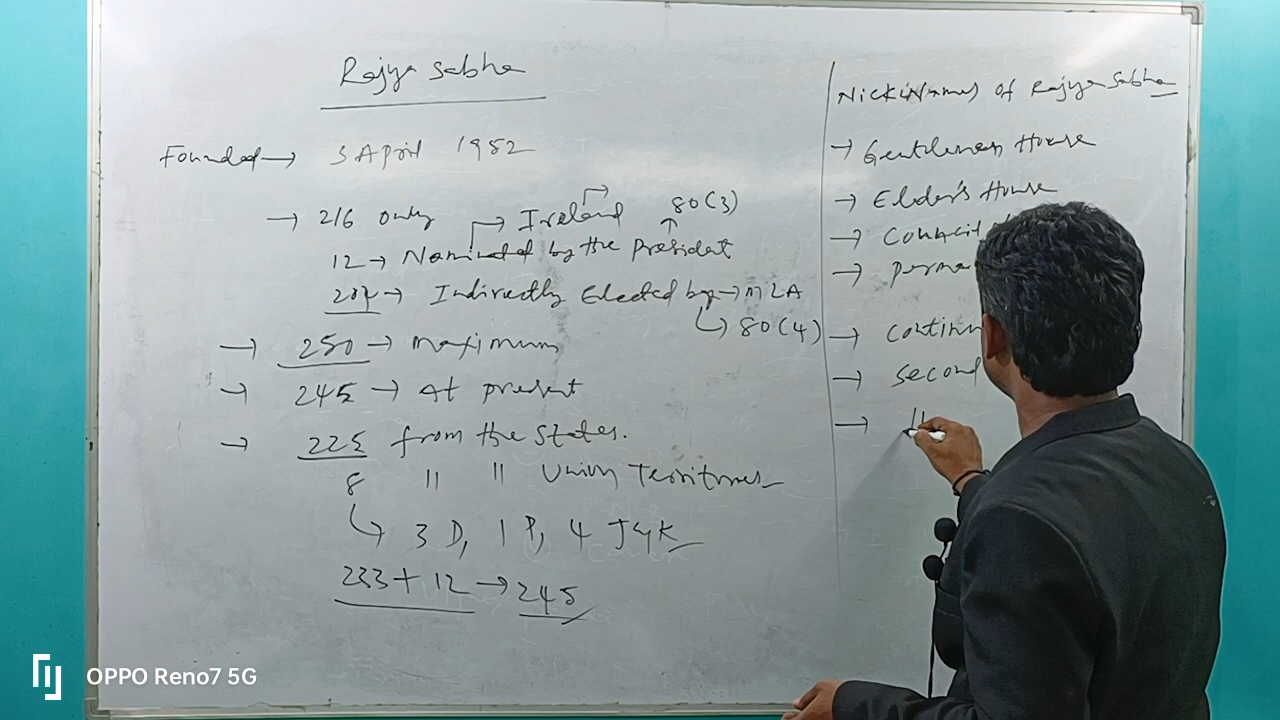 Rajya Sabha
Founded → 3 April 1952
→ 216 only → Ireland → 80(3)
12 → Nominated by the President
204 → Indirectly Elected by → MLA
→ 80(4)
→ 250 → Maximum
→ 245 → At present
→ 225 from the States.
8 " " Union Territories
→ 3 D, 1 P, 4 J&K
233 + 12 → 245
NickNames of Rajya Sabha
→ Gentlemen House
→ Elder's House
→ Council
→ perma
→ continu
→ second
→ "
OPPO Reno7 5G